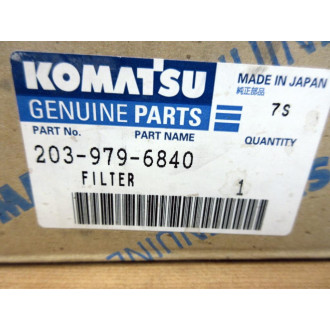 KOMATSU
MADE IN JAPAN
純正部品
GENUINE PARTS
7S
PART No. PART NAME QUANTITY
203-979-6840
FILTER 1